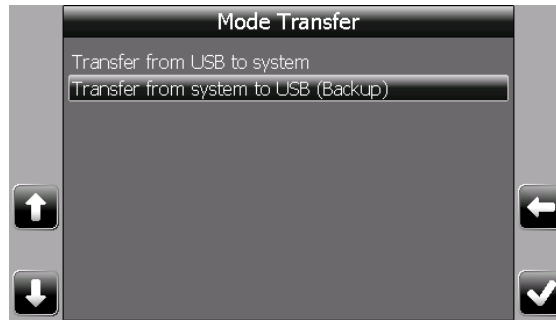 Mode Transfer
Transfer from USB to system
Transfer from system to USB (Backup)